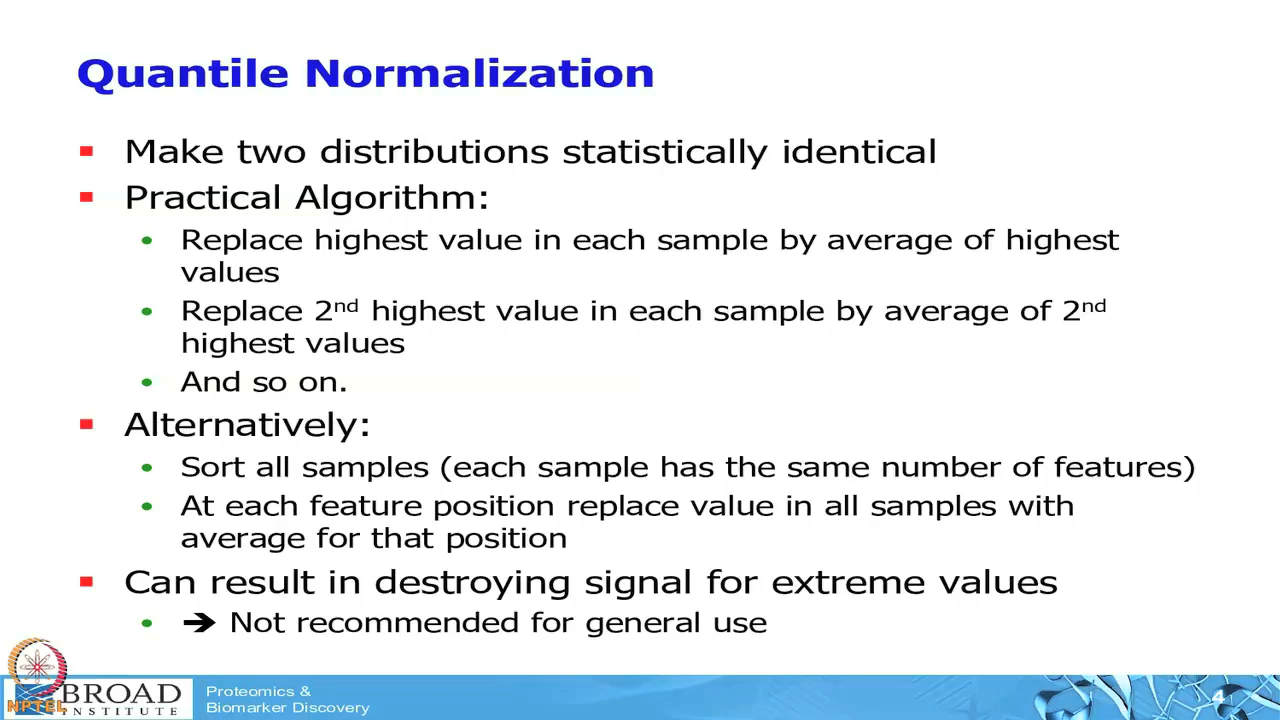 Quantile Normalization
Make two distributions statistically identical
Practical Algorithm:
Replace highest value in each sample by average of highest
values
Replace 2nd highest value in each sample by average of 2nd
highest values
And so on.
Alternatively:
Sort all samples (each sample has the same number of features)
At each feature position replace value in all samples with
average for that position
Can result in destroying signal for extreme values
➔ Not recommended for general use
NPTEL
BROAD
INSTITUTE
Proteomics &
Biomarker Discovery
4